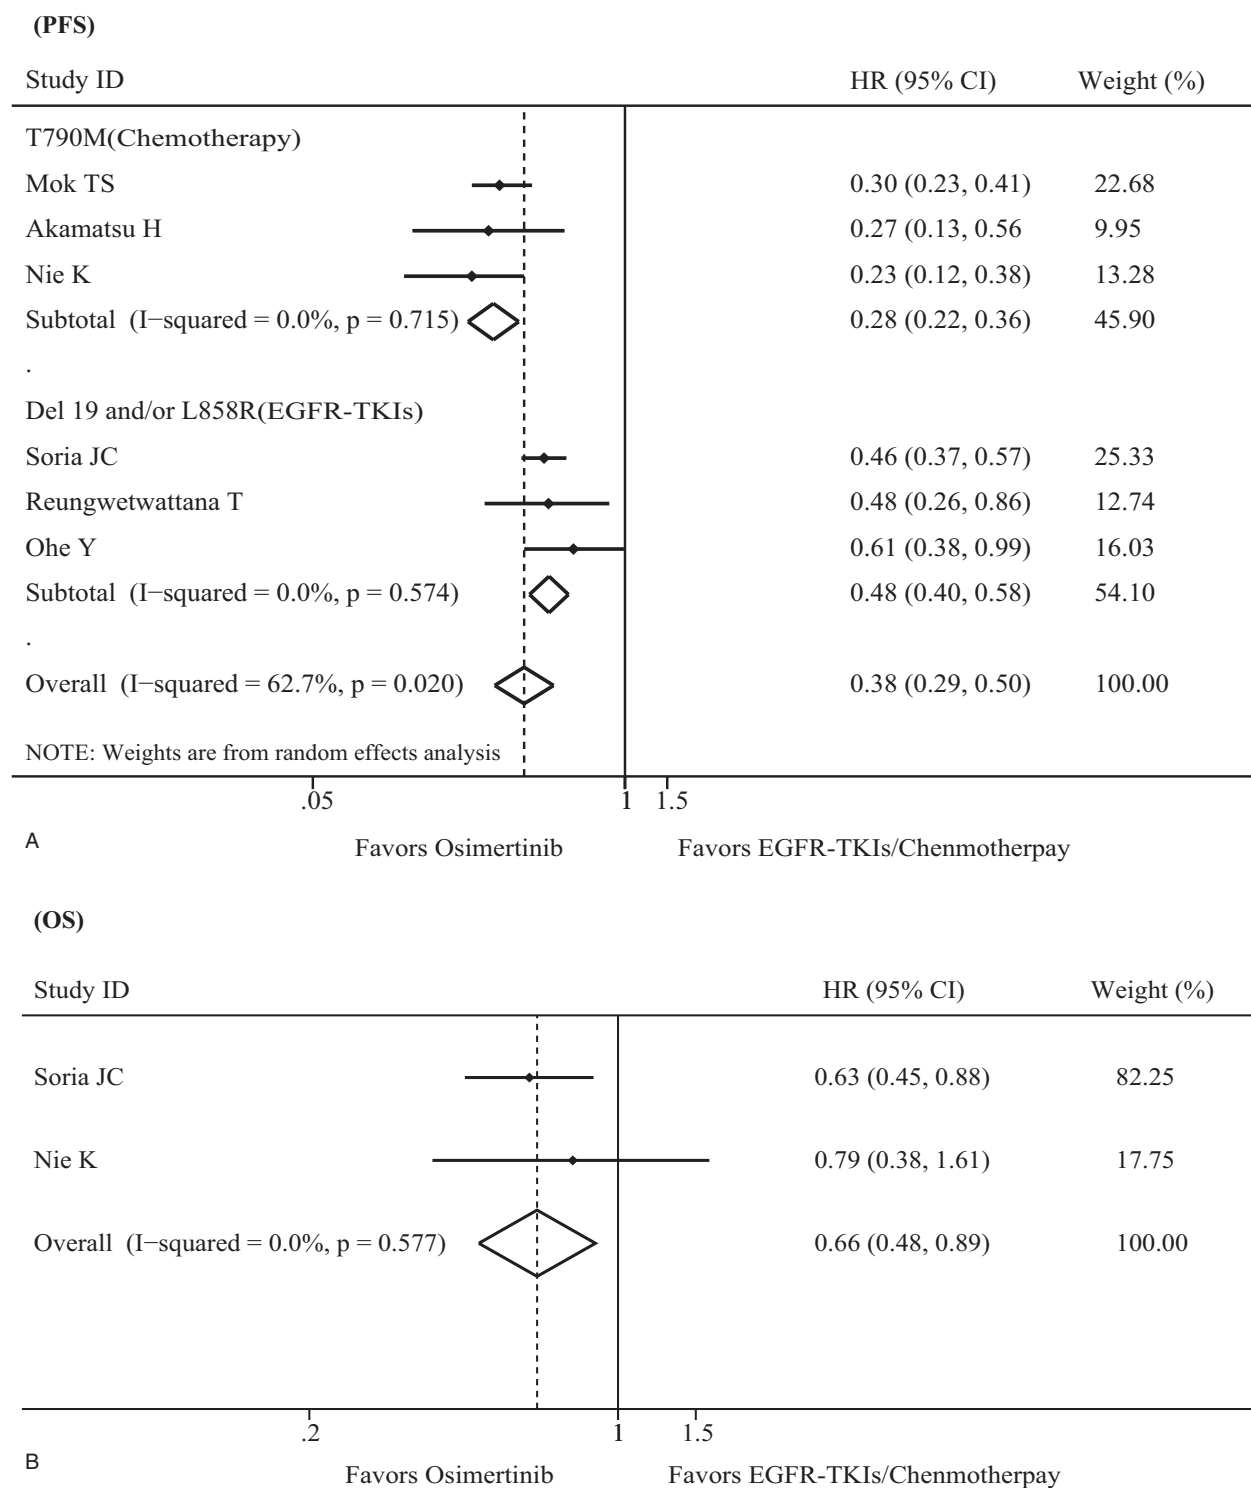 (PFS)
Study ID HR (95% CI) Weight (%)
T790M(Chemotherapy)
Mok TS 0.30 (0.23, 0.41) 22.68
Akamatsu H 0.27 (0.13, 0.56 9.95
Nie K 0.23 (0.12, 0.38) 13.28
Subtotal (I−squared = 0.0%, p = 0.715) 0.28 (0.22, 0.36) 45.90
.
Del 19 and/or L858R(EGFR-TKIs)
Soria JC 0.46 (0.37, 0.57) 25.33
Reungwetwattana T 0.48 (0.26, 0.86) 12.74
Ohe Y 0.61 (0.38, 0.99) 16.03
Subtotal (I−squared = 0.0%, p = 0.574) 0.48 (0.40, 0.58) 54.10
.
Overall (I−squared = 62.7%, p = 0.020) 0.38 (0.29, 0.50) 100.00
NOTE: Weights are from random effects analysis
.05 1 1.5
A Favors Osimertinib Favors EGFR-TKIs/Chenmotherpay
(OS)
Study ID HR (95% CI) Weight (%)
Soria JC 0.63 (0.45, 0.88) 82.25
Nie K 0.79 (0.38, 1.61) 17.75
Overall (I−squared = 0.0%, p = 0.577) 0.66 (0.48, 0.89) 100.00
.2 1 1.5
B Favors Osimertinib Favors EGFR-TKIs/Chenmotherpay